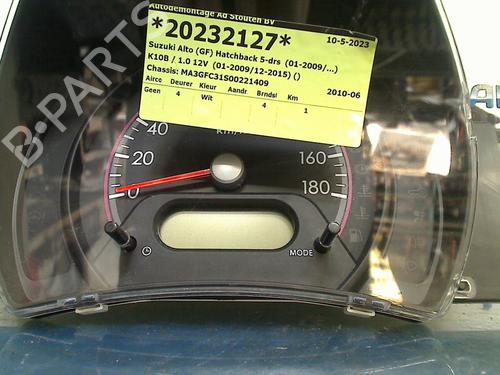 Autodemontage Ad Stouten BV
*20232127* 10-5-2023
Suzuki Alto (GF) Hatchback 5-drs (01-2009/...)
K10B / 1.0 12V (01-2009/12-2015) ()
Chassis: MA3GFC31S00221409
Airco Deuren Kleur Aandr Brndst Km 2010-06
Geen 4 Wit 4 1
40
20 160
0 180
MODE
B-PARTS